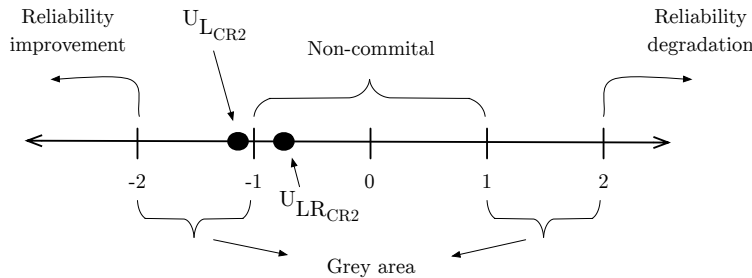 Reliability
improvement
U_L_CR2
Non-commital
Reliability
degradation
-2 -1 0 1 2
U_LR_CR2
Grey area